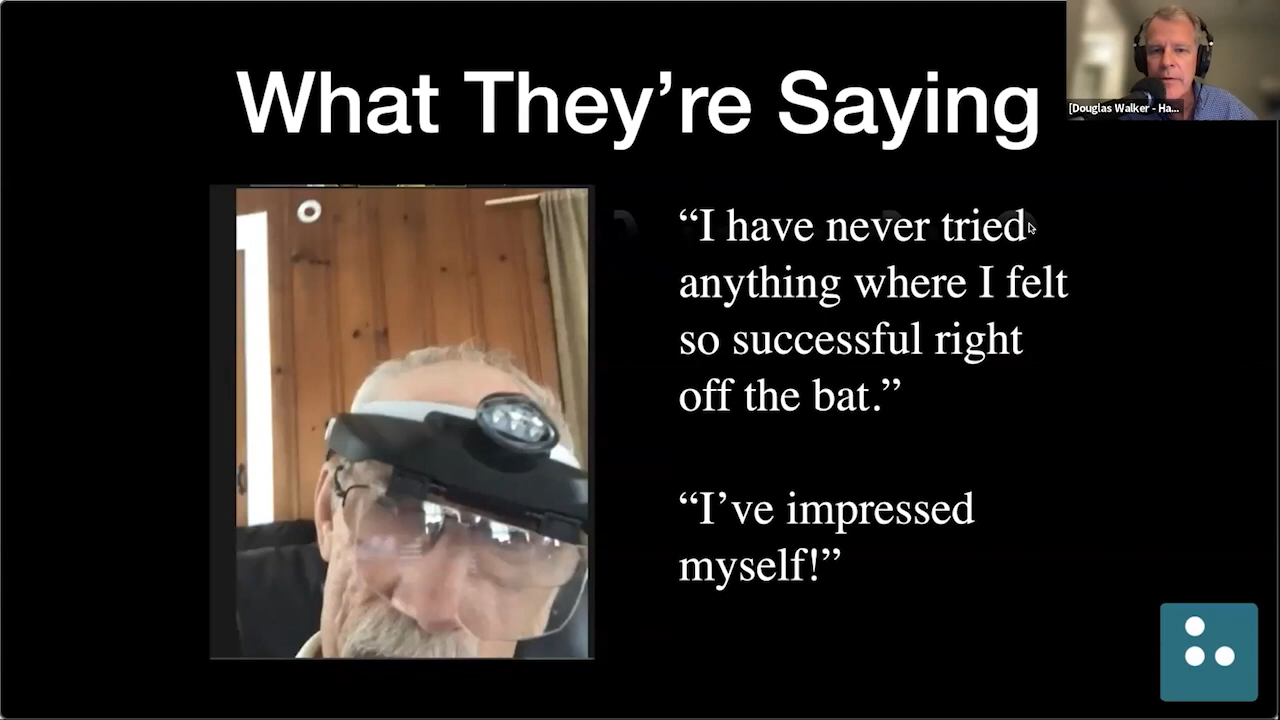 What They’re Saying
[Douglas Walker - Ha...
“I have never tried
anything where I felt
so successful right
off the bat.”
“I’ve impressed
myself!”